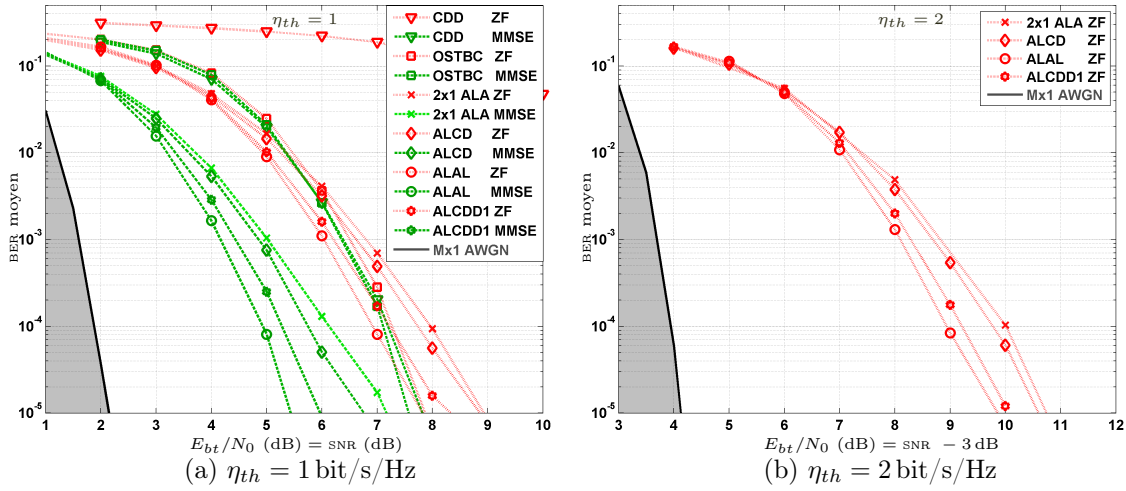 η_th = 1
CDD ZF
CDD MMSE
OSTBC ZF
OSTBC MMSE
2x1 ALA ZF
2x1 ALA MMSE
ALCD ZF
ALCD MMSE
ALAL ZF
ALAL MMSE
ALCDD1 ZF
ALCDD1 MMSE
Mx1 AWGN
BER moyen
10^-1
10^-2
10^-3
10^-4
10^-5
1 2 3 4 5 6 7 8 9 10
E_bt/N_0 (dB) = SNR (dB)
(a) η_th = 1 bit/s/Hz
η_th = 2
2x1 ALA ZF
ALCD ZF
ALAL ZF
ALCDD1 ZF
Mx1 AWGN
BER moyen
10^-1
10^-2
10^-3
10^-4
10^-5
3 4 5 6 7 8 9 10 11 12
E_bt/N_0 (dB) = SNR − 3 dB
(b) η_th = 2 bit/s/Hz